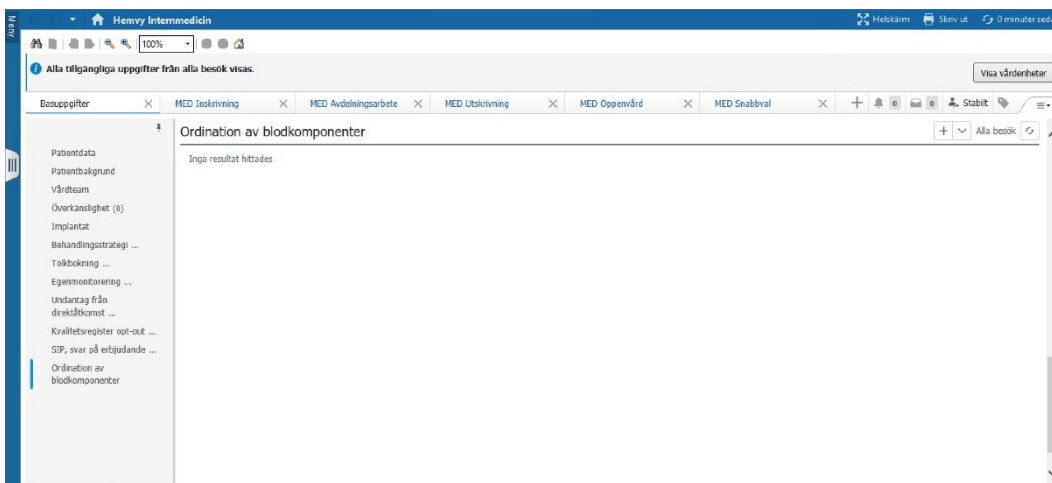 Meny
Hemvy Internmedicin
Helskärm
Skriv ut
0 minuter seda
100%
Alla tillgängliga uppgifter från alla besök visas.
Visa vårdenheter
Basuppgifter
MED Inskrivning
MED Avdelningsarbete
MED Utskrivning
MED Öppenvård
MED Snabbval
0
0
Stabilt
Ordination av blodkomponenter
Alla besök
Inga resultat hittades
Patientdata
Patientbakgrund
Vårdteam
Överkänslighet (0)
Implantat
Behandlingsstrategi ...
Tolkbokning ...
Egenmonitorering ...
Undantag från
direktåtkomst ...
Kvalitetsregister opt-out ...
SIP, svar på erbjudande ...
Ordination av
blodkomponenter